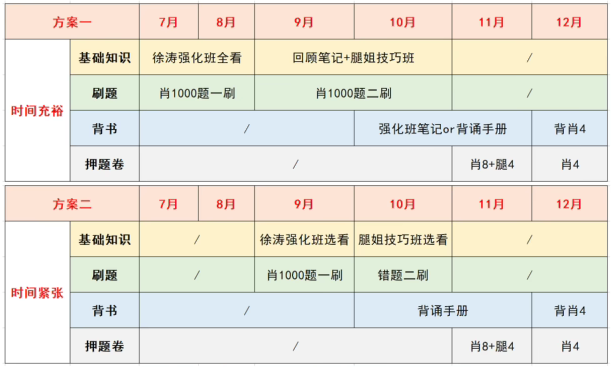 方案一 7月 8月 9月 10月 11月 12月
基础知识 徐涛强化班全看 回顾笔记+腿姐技巧班 /
刷题 肖1000题一刷 肖1000题二刷 /
时间充裕
背书 / 强化班笔记or背诵手册 背肖4
押题卷 / 肖8+腿4 肖4
方案二 7月 8月 9月 10月 11月 12月
基础知识 / 徐涛强化班选看 腿姐技巧班选看 /
刷题 / 肖1000题一刷 错题二刷 /
时间紧张
背书 / 背诵手册 背肖4
押题卷 / 肖8+腿4 肖4